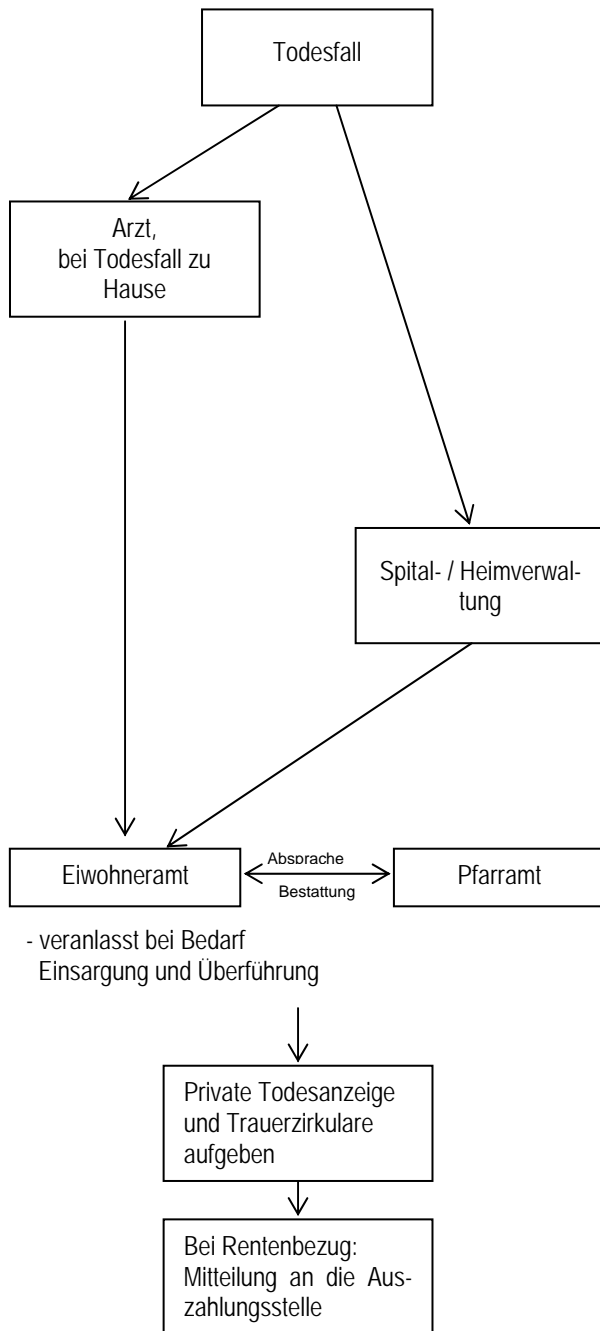 Todesfall
Arzt,
bei Todesfall zu
Hause
Spital- / Heimverwal-
tung
Eiwohneramt
Absprache
Bestattung
Pfarramt
- veranlasst bei Bedarf
Einsargung und Überführung
Private Todesanzeige
und Trauerzirkulare
aufgeben
Bei Rentenbezug:
Mitteilung an die Aus-
zahlungsstelle